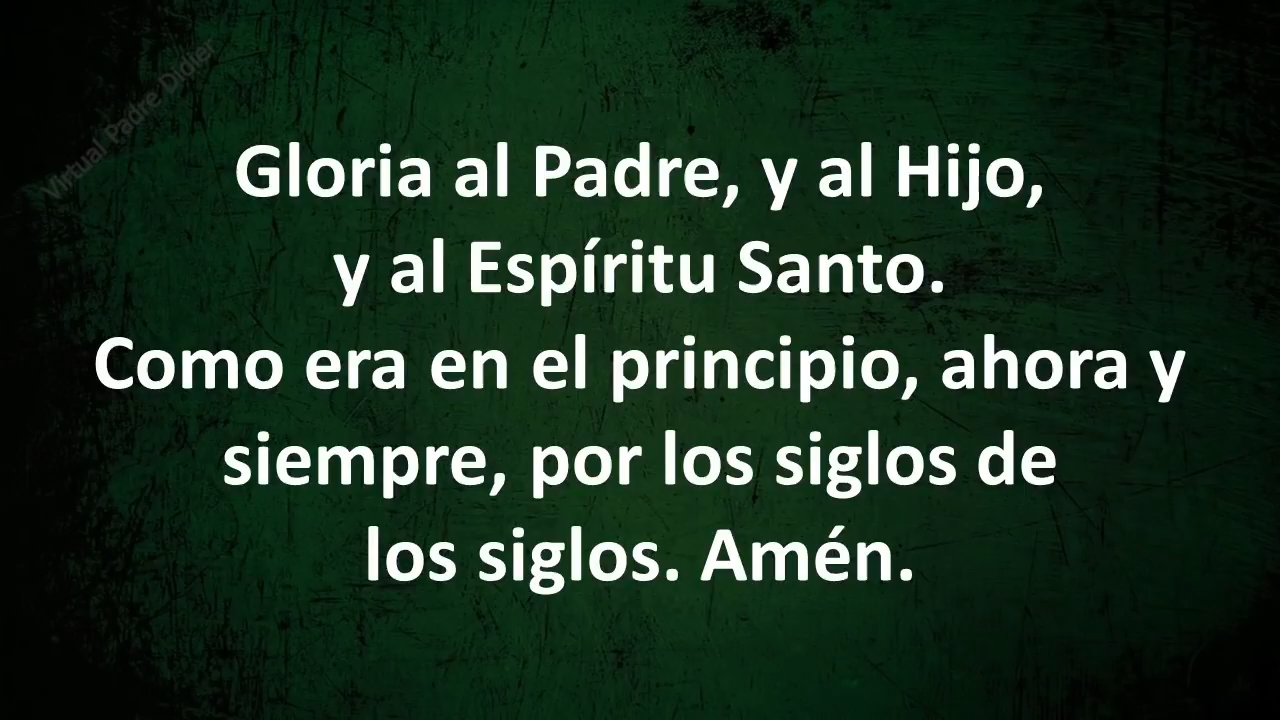 Virtual Padre Didier
Gloria al Padre, y al Hijo,
y al Espíritu Santo.
Como era en el principio, ahora y
siempre, por los siglos de
los siglos. Amén.